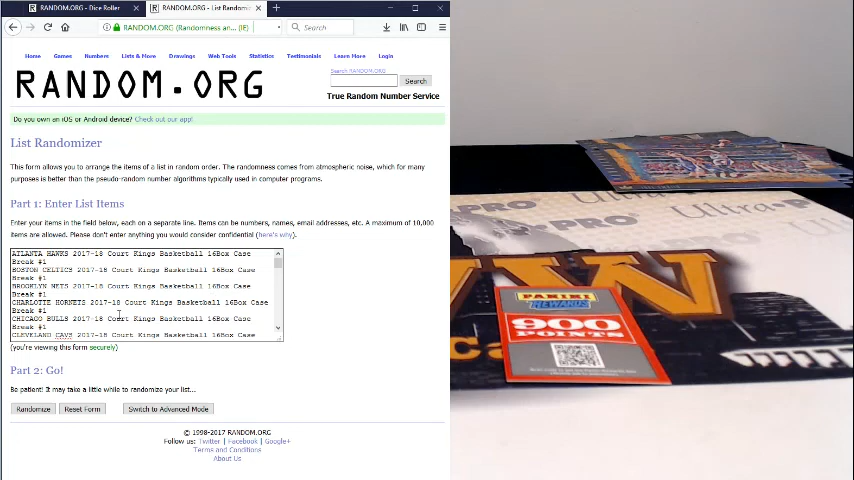 RANDOM.ORG - Dice Roller
RANDOM.ORG - List Randomi
RANDOM.ORG (Randomness an... (IE)
Search
Home Games Numbers Lists & More Drawings Web Tools Statistics Testimonials Learn More Login
RANDOM.ORG
Search RANDOM.ORG
Search
True Random Number Service
Do you own an iOS or Android device? Check out our app!
List Randomizer
This form allows you to arrange the items of a list in random order. The randomness comes from atmospheric noise, which for many
purposes is better than the pseudo-random number algorithms typically used in computer programs.
Part 1: Enter List Items
Enter your items in the field below, each on a separate line. Items can be numbers, names, email addresses, etc. A maximum of 10,000
items are allowed. Please don't enter anything you would consider confidential (here's why).
ATLANTA HAWKS 2017-18 Court Kings Basketball 16Box Case
Break #1
BOSTON CELTICS 2017-18 Court Kings Basketball 16Box Case
Break #1
BROOKLYN NETS 2017-18 Court Kings Basketball 16Box Case
Break #1
CHARLOTTE HORNETS 2017-18 Court Kings Basketball 16Box Case
Break #1
CHICAGO BULLS 2017-18 Court Kings Basketball 16Box Case
Break #1
CLEVELAND CAVS 2017-18 Court Kings Basketball 16Box Case
(you're viewing this form securely)
Part 2: Go!
Be patient! It may take a little while to randomize your list...
Randomize
Reset Form
Switch to Advanced Mode
© 1998-2017 RANDOM.ORG
Follow us: Twitter | Facebook | Google+
Terms and Conditions
About Us
PRO
Ultra
PANINI
REWARDS
900
POINTS